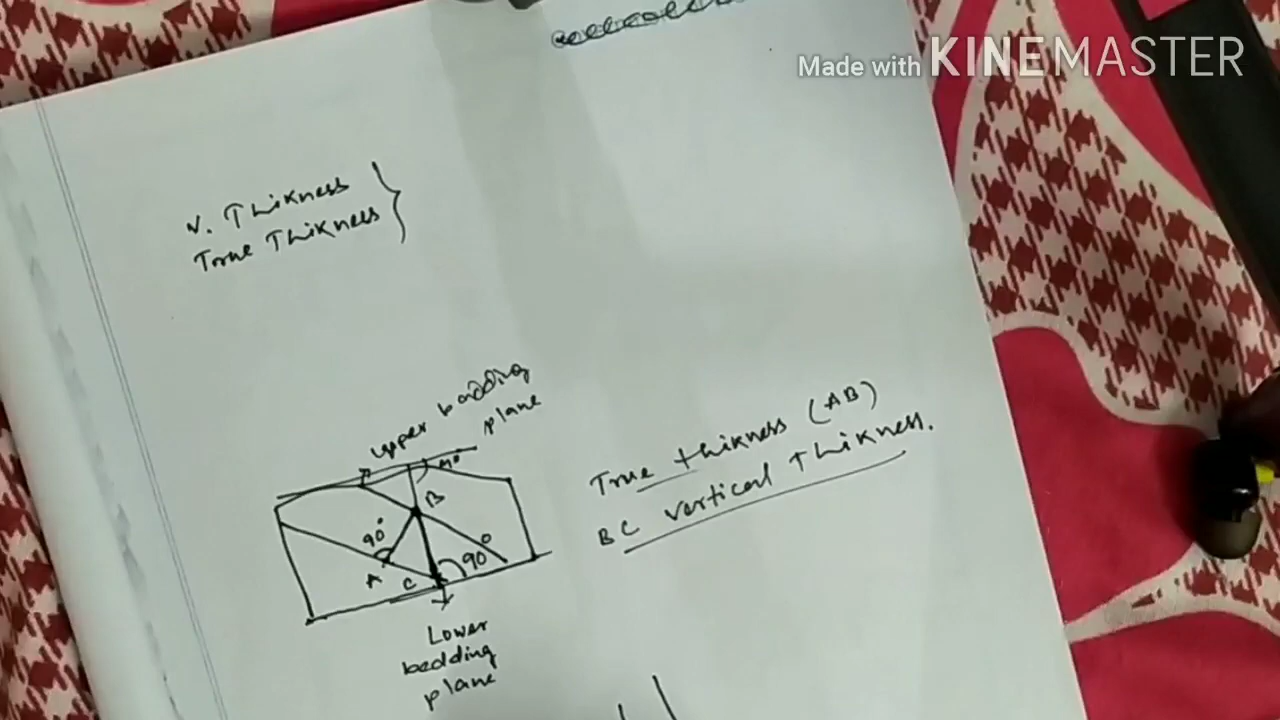 Made with KINEMASTER
V. Thikness
True Thikness
upper bedding
plane
B
90°
A
C
90°
Lower
bedding
plane
True thikness (AB)
BC vertical Thikness.